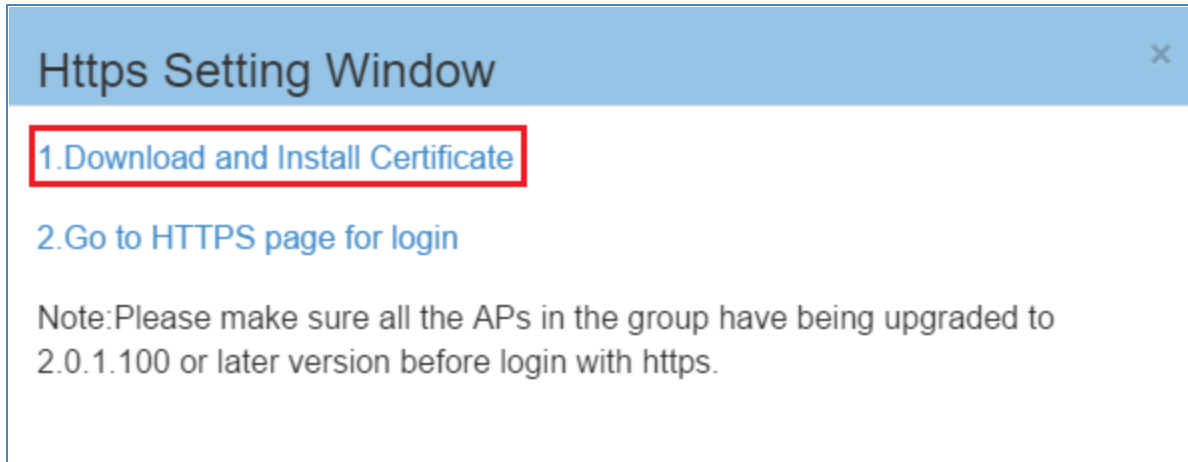 Https Setting Window
×
1.Download and Install Certificate
2.Go to HTTPS page for login
Note:Please make sure all the APs in the group have being upgraded to
2.0.1.100 or later version before login with https.